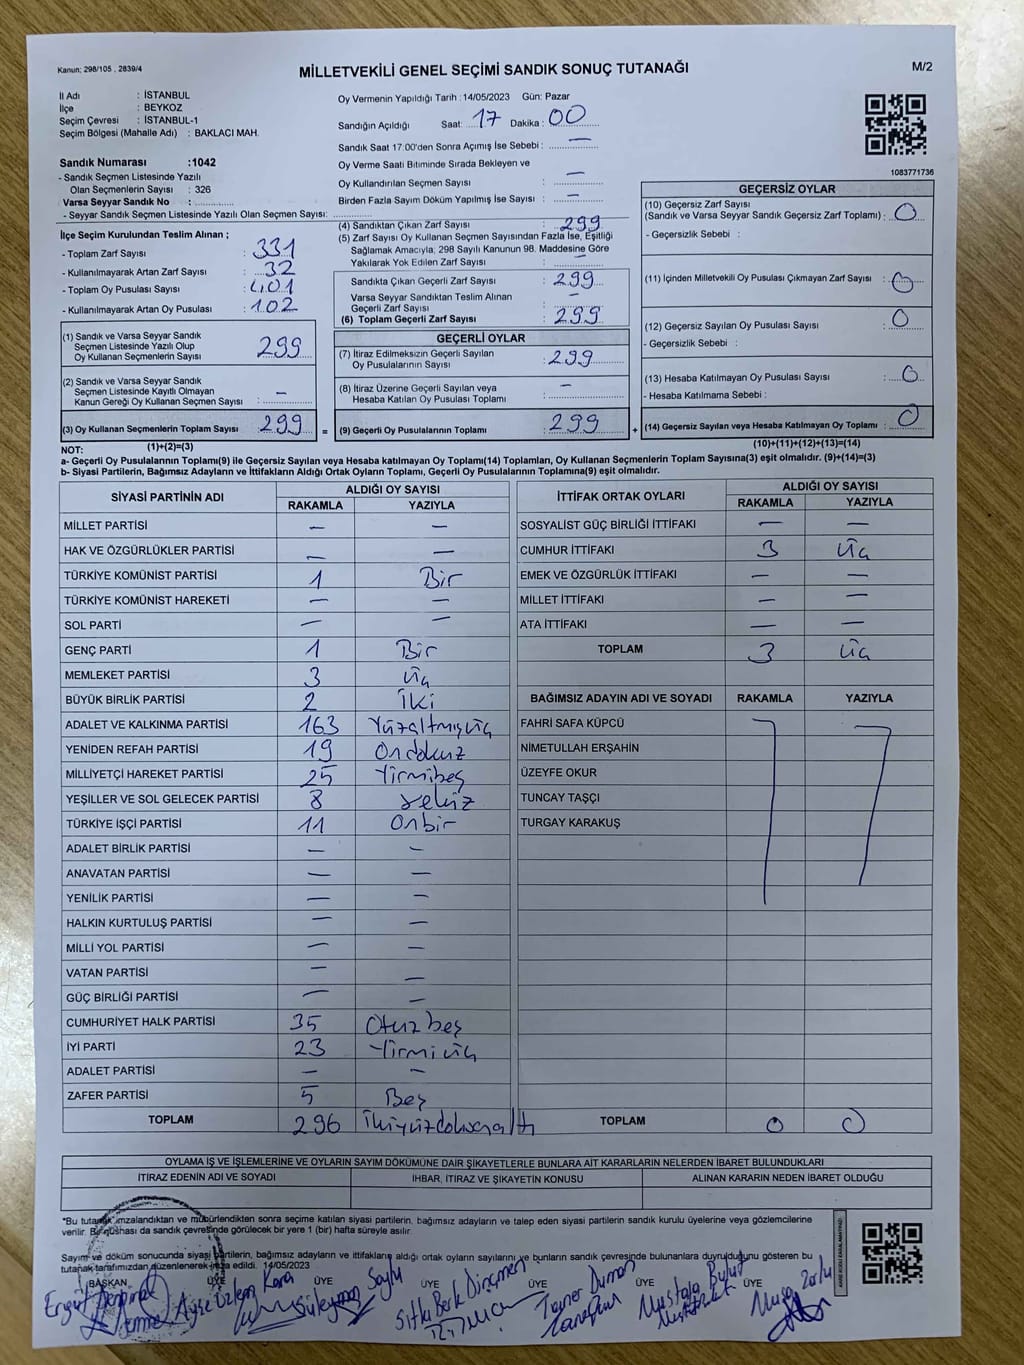 Kanun: 298/105 , 2839/4
MİLLETVEKİLİ GENEL SEÇİMİ SANDIK SONUÇ TUTANAĞI
M/2
İl Adı : İSTANBUL
İlçe : BEYKOZ
Seçim Çevresi : İSTANBUL-1
Seçim Bölgesi (Mahalle Adı) : BAKLACI MAH.
Sandık Numarası :1042
- Sandık Seçmen Listesinde Yazılı
Olan Seçmenlerin Sayısı : 326
Varsa Seyyar Sandık No :
- Seyyar Sandık Seçmen Listesinde Yazılı Olan Seçmen Sayısı:
İlçe Seçim Kurulundan Teslim Alınan ;
- Toplam Zarf Sayısı : 331
- Kullanılmayarak Artan Zarf Sayısı : 32
- Toplam Oy Pusulası Sayısı : 401
- Kullanılmayarak Artan Oy Pusulası : 102
(1) Sandık ve Varsa Seyyar Sandık
Seçmen Listesinde Yazılı Olup
Oy Kullanan Seçmenlerin Sayısı : 299
(2) Sandık ve Varsa Seyyar Sandık
Seçmen Listesinde Kayıtlı Olmayan
Kanun Gereği Oy Kullanan Seçmen Sayısı : –
(3) Oy Kullanan Seçmenlerin Toplam Sayısı : 299 =
Oy Vermenin Yapıldığı Tarih :14/05/2023 Gün: Pazar
Sandığın Açıldığı Saat: 17 Dakika : 00
Sandık Saat 17:00'den Sonra Açımış İse Sebebi : –
Oy Verme Saati Bitiminde Sırada Bekleyen ve
Oy Kullandırılan Seçmen Sayısı : –
Birden Fazla Sayım Döküm Yapılmış İse Sayısı : –
(4) Sandıktan Çıkan Zarf Sayısı : 299
(5) Zarf Sayısı Oy Kullanan Seçmen Sayısından Fazla İse, Eşitliği
Sağlamak Amacıyla; 298 Sayılı Kanunun 98. Maddesine Göre
Yakılarak Yok Edilen Zarf Sayısı : –
Sandıkta Çıkan Geçerli Zarf Sayısı : 299
Varsa Seyyar Sandıktan Teslim Alınan
Geçerli Zarf Sayısı : –
(6) Toplam Geçerli Zarf Sayısı : 299
GEÇERLİ OYLAR
(7) İtiraz Edilmeksizin Geçerli Sayılan
Oy Pusulalarının Sayısı : 299
(8) İtiraz Üzerine Geçerli Sayılan veya
Hesaba Katılan Oy Pusulası Toplamı : –
(9) Geçerli Oy Pusulalarının Toplamı : 299 +
1083771736
GEÇERSİZ OYLAR
(10) Geçersiz Zarf Sayısı
(Sandık ve Varsa Seyyar Sandık Geçersiz Zarf Toplamı) : 0
- Geçersizlik Sebebi :
(11) İçinden Milletvekili Oy Pusulası Çıkmayan Zarf Sayısı : 0
(12) Geçersiz Sayılan Oy Pusulası Sayısı : 0
- Geçersizlik Sebebi :
(13) Hesaba Katılmayan Oy Pusulası Sayısı : 0
- Hesaba Katılmama Sebebi :
(14) Geçersiz Sayılan veya Hesaba Katılmayan Oy Toplamı : 0
NOT: (1)+(2)=(3)
(10)+(11)+(12)+(13)=(14)
a- Geçerli Oy Pusulalarının Toplamı(9) ile Geçersiz Sayılan veya Hesaba Katılmayan Oy Toplamı(14) Toplamları, Oy Kullanan Seçmenlerin Toplam Sayısına(3) eşit olmalıdır. (9)+(14)=(3)
b- Siyasi Partilerin, Bağımsız Adayların ve İttifakların Aldığı Ortak Oyların Toplamı, Geçerli Oy Pusulalarının Toplamına(9) eşit olmalıdır.
SİYASİ PARTİNİN ADI ALDIĞI OY SAYISI
RAKAMLA YAZIYLA
MİLLET PARTİSİ – –
HAK VE ÖZGÜRLÜKLER PARTİSİ – –
TÜRKİYE KOMÜNİST PARTİSİ 1 Bir
TÜRKİYE KOMÜNİST HAREKETİ – –
SOL PARTİ – –
GENÇ PARTİ 1 Bir
MEMLEKET PARTİSİ 3 üç
BÜYÜK BİRLİK PARTİSİ 2 İki
ADALET VE KALKINMA PARTİSİ 163 Yüzaltmışüç
YENİDEN REFAH PARTİSİ 19 Ondokuz
MİLLİYETÇİ HAREKET PARTİSİ 25 Yirmibeş
YEŞİLLER VE SOL GELECEK PARTİSİ 8 sekiz
TÜRKİYE İŞÇİ PARTİSİ 11 Onbir
ADALET BİRLİK PARTİSİ – –
ANAVATAN PARTİSİ – –
YENİLİK PARTİSİ – –
HALKIN KURTULUŞ PARTİSİ – –
MİLLİ YOL PARTİSİ – –
VATAN PARTİSİ – –
GÜÇ BİRLİĞİ PARTİSİ – –
CUMHURİYET HALK PARTİSİ 35 Otuzbeş
İYİ PARTİ 23 Yirmiüç
ADALET PARTİSİ – –
ZAFER PARTİSİ 5 Beş
TOPLAM 296 İkiyüzdoksanaltı
İTTİFAK ORTAK OYLARI ALDIĞI OY SAYISI
RAKAMLA YAZIYLA
SOSYALİST GÜÇ BİRLİĞİ İTTİFAKI – –
CUMHUR İTTİFAKI 3 üç
EMEK VE ÖZGÜRLÜK İTTİFAKI – –
MİLLET İTTİFAKI – –
ATA İTTİFAKI – –
TOPLAM 3 üç
BAĞIMSIZ ADAYIN ADI VE SOYADI RAKAMLA YAZIYLA
FAHRİ SAFA KÜPCÜ
NİMETULLAH ERŞAHİN
ÜZEYFE OKUR
TUNCAY TAŞÇI
TURGAY KARAKUŞ
TOPLAM 0 0
OYLAMA İŞ VE İŞLEMLERİNE VE OYLARIN SAYIM DÖKÜMÜNE DAİR ŞİKAYETLERLE BUNLARA AİT KARARLARIN NELERDEN İBARET BULUNDUKLARI
İTİRAZ EDENİN ADI VE SOYADI İHBAR, İTİRAZ VE ŞİKAYETİN KONUSU ALINAN KARARIN NEDEN İBARET OLDUĞU
*Bu tutanak imzalandıktan ve mühürlendikten sonra seçime katılan siyasi partilerin, bağımsız adayların ve talep eden siyasi partilerin sandık kurulu üyelerine veya gözlemcilerine
verilir. Bir nüshası da sandık çevresinde görülecek bir yere 1 (bir) hafta süreyle asılır.
Sayım ve döküm sonucunda siyasi partilerin, bağımsız adayların ve ittifakların aldığı ortak oyların sayılarını ve bunların sandık çevresinde bulunanlara duyrulduğunu gösteren bu
tutanak tarafımızdan düzenlenerek imza edildi. 14/05/2023
BAŞKAN ÜYE ÜYE ÜYE ÜYE ÜYE ÜYE
Ayşe Özlem Kara Süleyman Soylu Sıtkı Berk Dinçmen Taner Duman Mustafa Bulut Musa